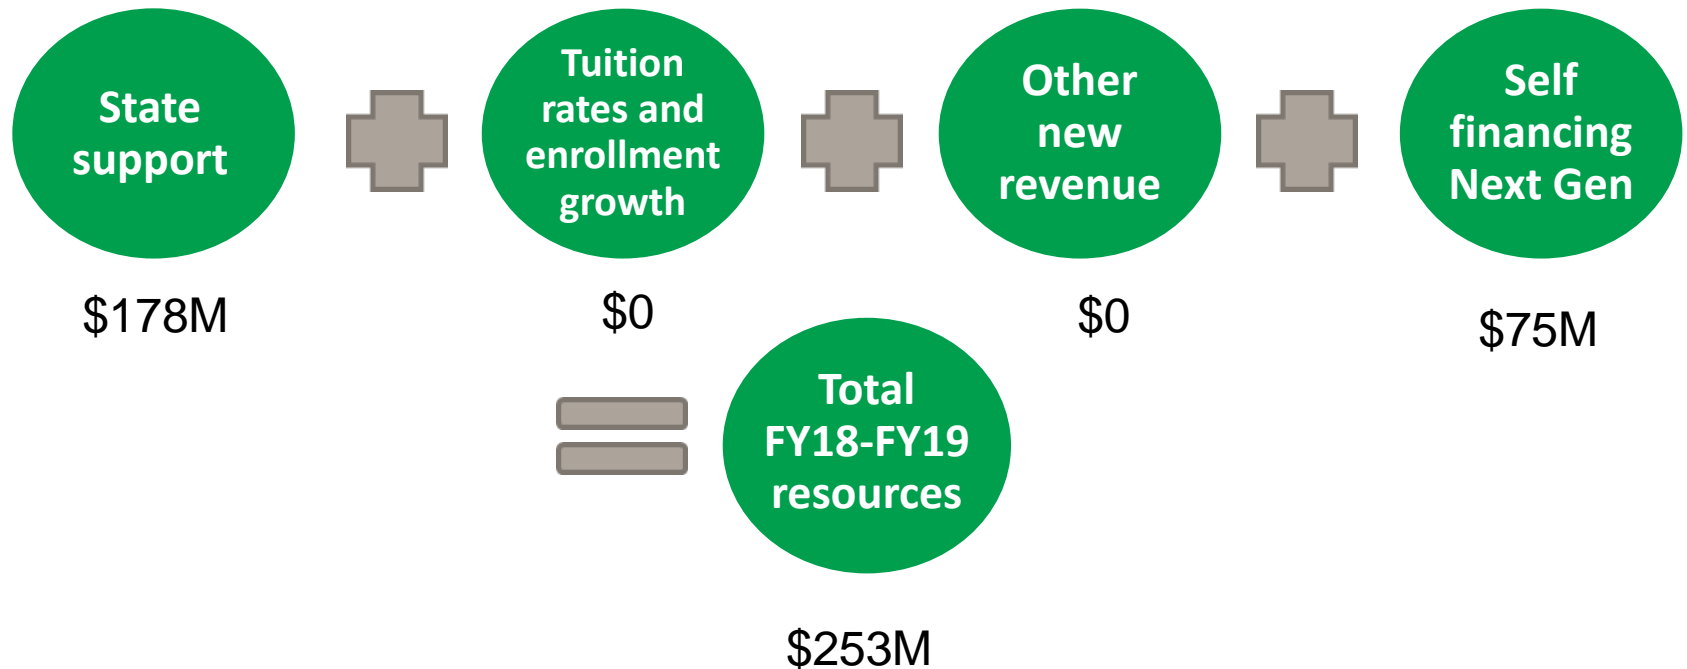 State
support
Tuition
rates and
enrollment
growth
Other
new
revenue
Self
financing
Next Gen
$178M
$0
$0
$75M
Total
FY18-FY19
resources
$253M